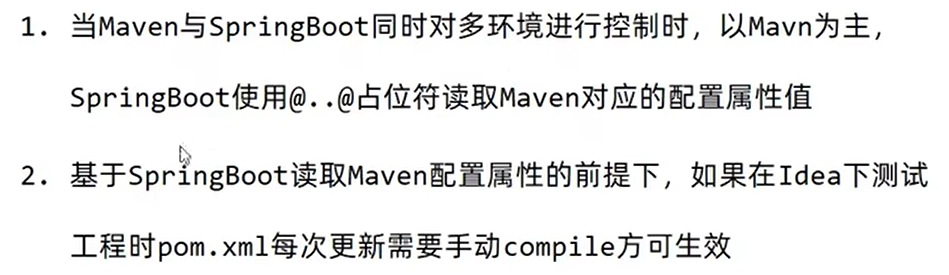 1. 当Maven与SpringBoot同时对多环境进行控制时，以Mavn为主，
SpringBoot使用@..@占位符读取Maven对应的配置属性值
2. 基于SpringBoot读取Maven配置属性的前提下，如果在Idea下测试
工程时pom.xml每次更新需要手动compile方可生效